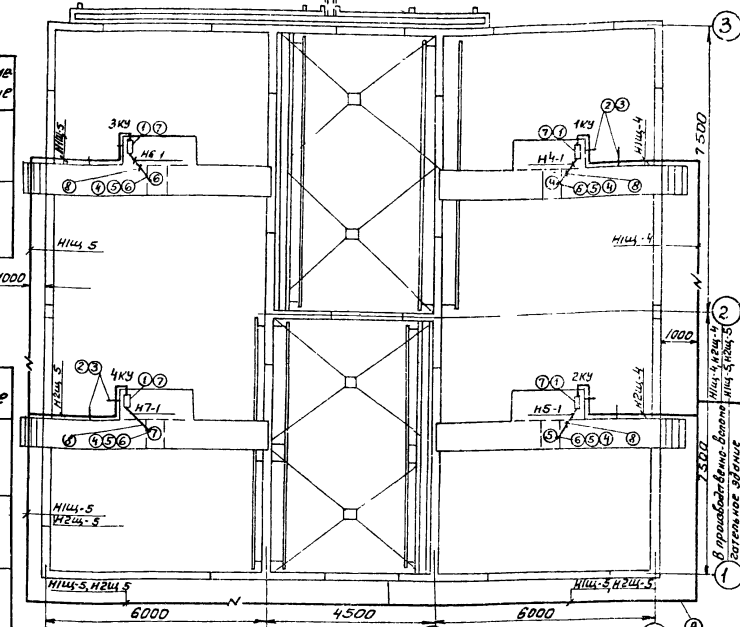 3
3КУ
1 7
Н1Щ-5
Н6-1
6
8 4 5 6
1КУ
2 3
7 1
Н1Щ-4
Н4-1
4
6 5 4 8
7500
Н1Щ 5
Н1Щ-4
1000
2
1000
2 3
4КУ
1 7
Н2Щ 5
Н7-1
7
8 4 5 6
2КУ
7 1
Н2Щ-4
Н5-1
5
6 5 4 8
Н1Щ-4, Н2Щ-4
Н1Щ-5, Н2Щ-5
7500
В производственно-вспомо
гательное здание
Н1Щ-5
Н2Щ-5
1
Н1Щ-5, Н2Щ 5
Н1Щ-5, Н2Щ-5
6000
4500
6000